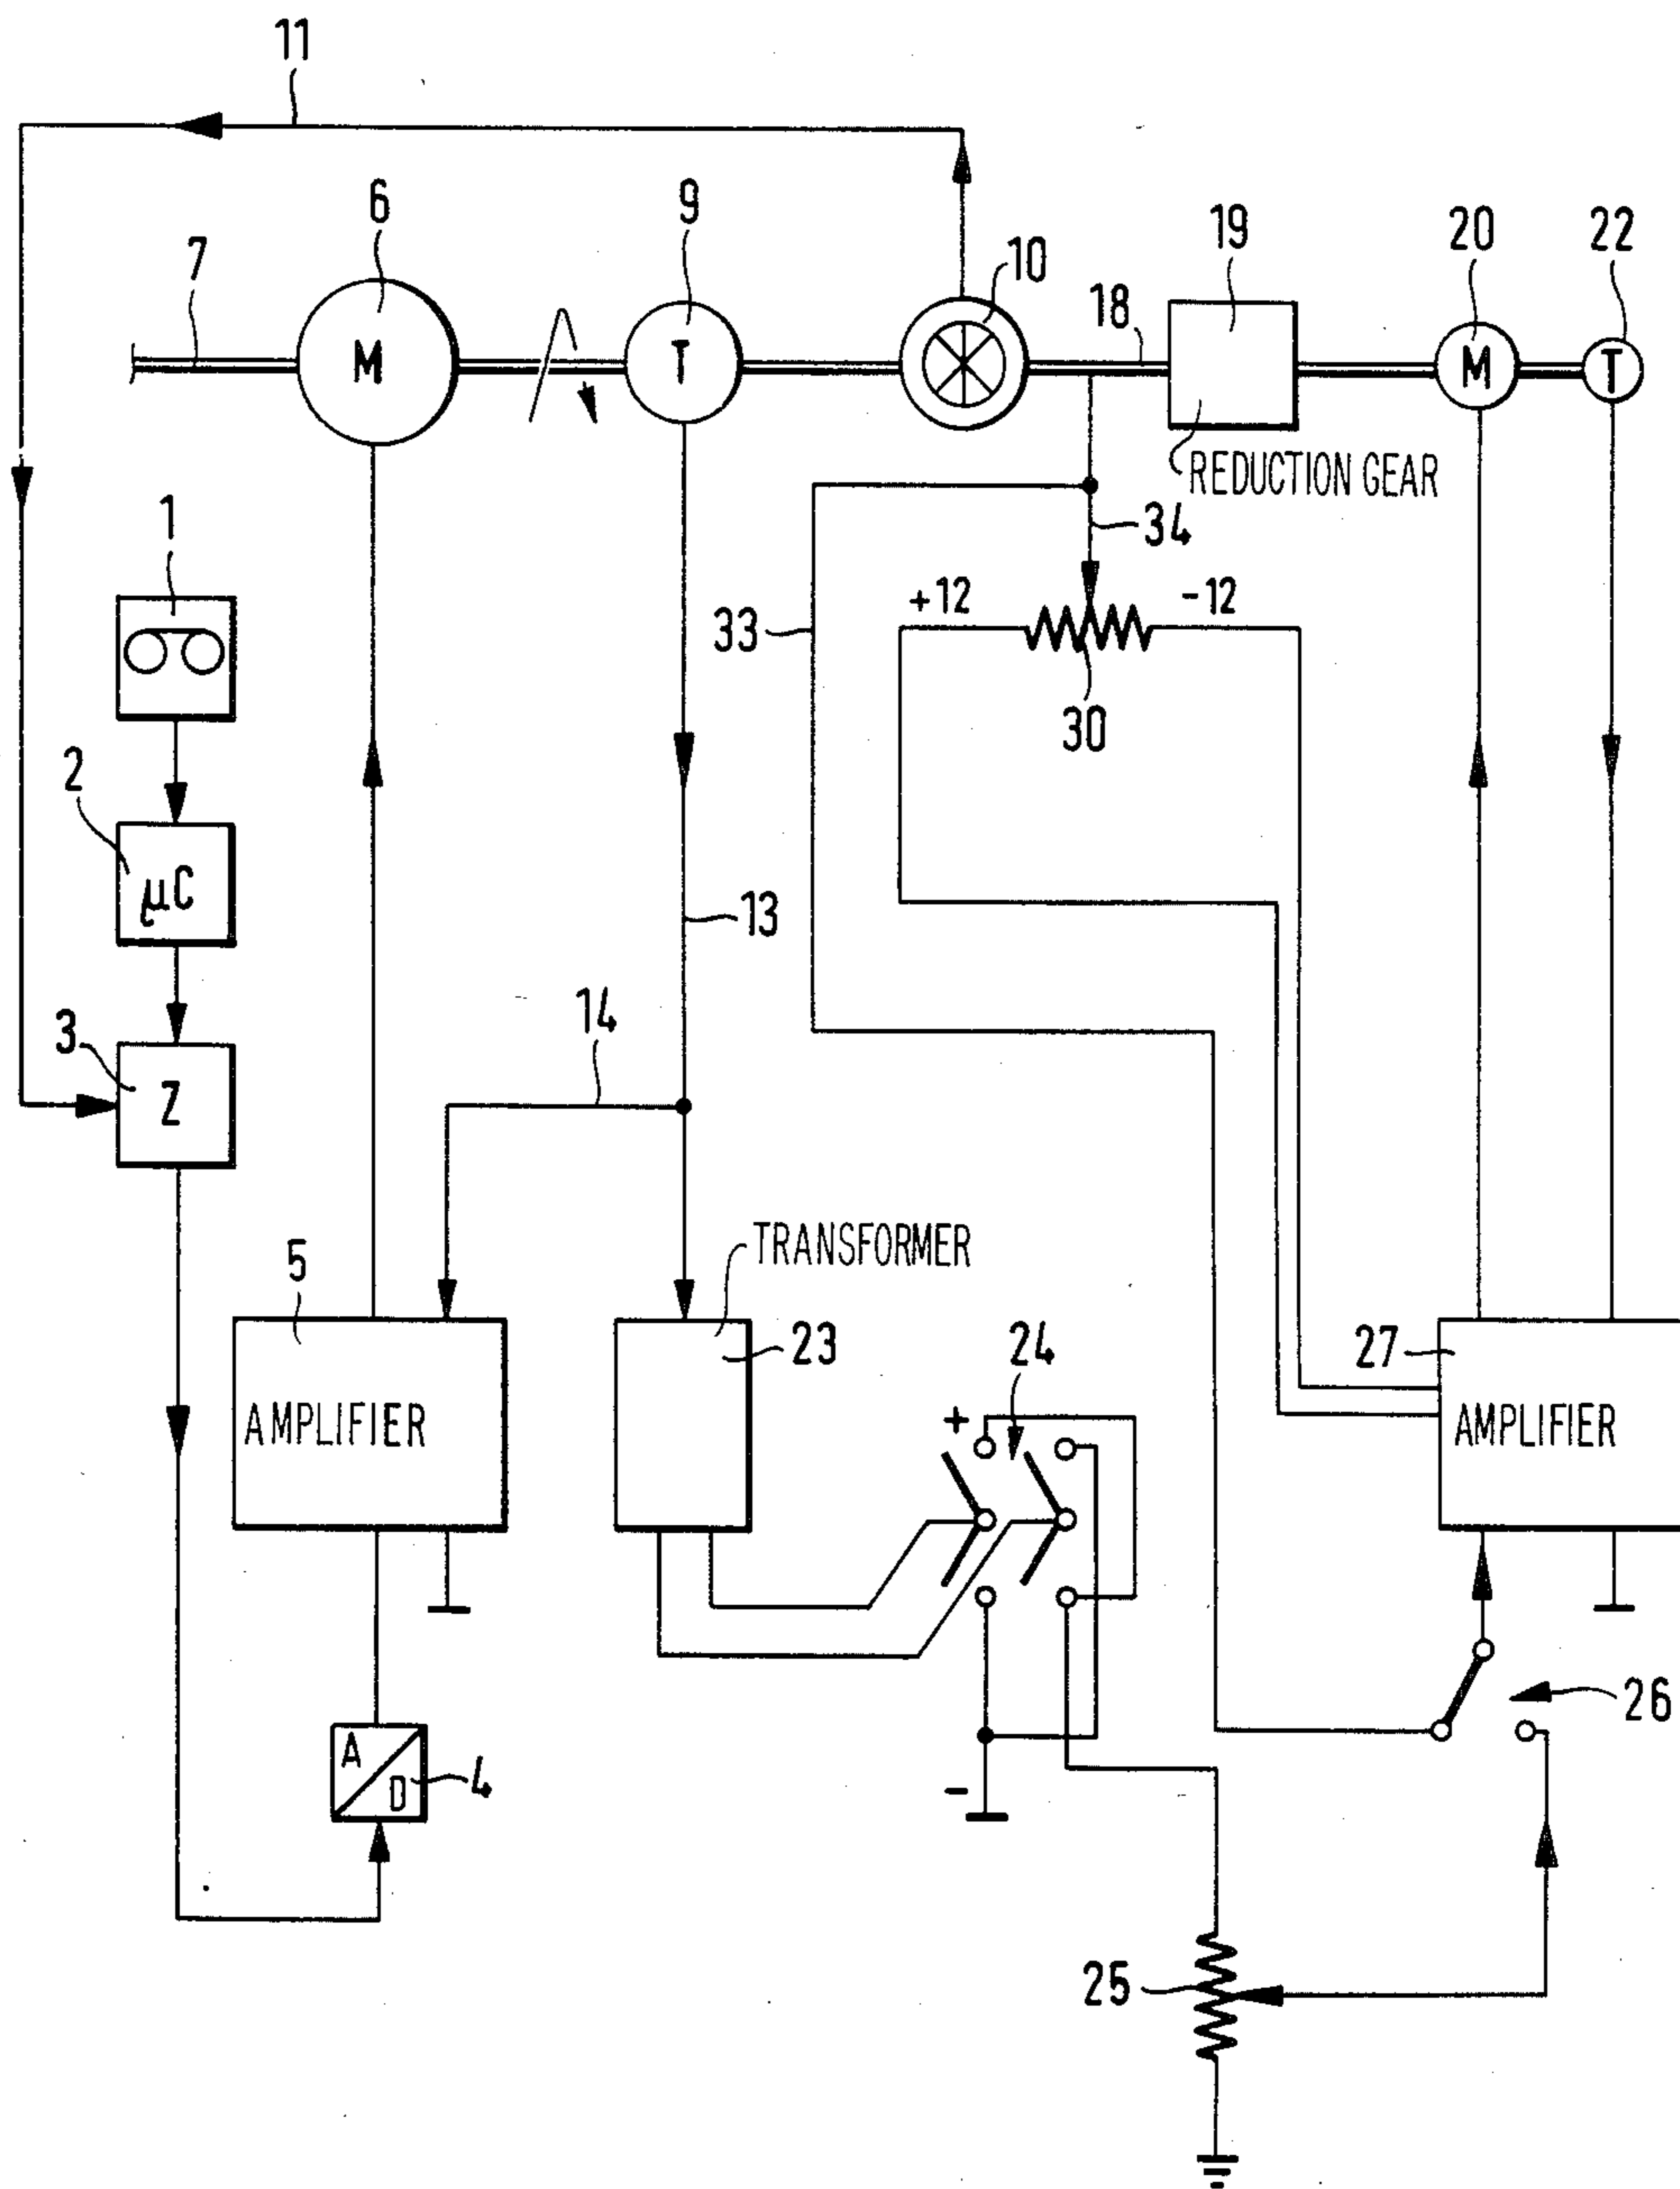 11
6
9
7
10
19
20
22
18
M
T
M
T
REDUCTION GEAR
1
34
+12
-12
33
30
2
μC
13
3
14
Z
TRANSFORMER
5
23
24
27
AMPLIFIER
+
AMPLIFIER
26
A
D
4
-
25